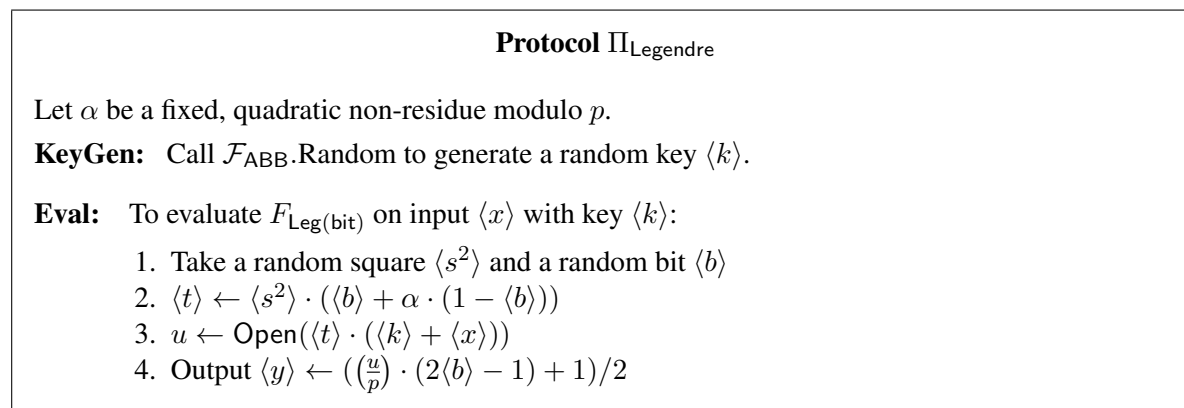 Protocol Π_Legendre
Let α be a fixed, quadratic non-residue modulo p.
KeyGen: Call F_ABB.Random to generate a random key ⟨k⟩.
Eval: To evaluate F_Leg(bit) on input ⟨x⟩ with key ⟨k⟩:
1. Take a random square ⟨s²⟩ and a random bit ⟨b⟩
2. ⟨t⟩ ← ⟨s²⟩ · (⟨b⟩ + α · (1 − ⟨b⟩))
3. u ← Open(⟨t⟩ · (⟨k⟩ + ⟨x⟩))
4. Output ⟨y⟩ ← ((u/p) · (2⟨b⟩ − 1) + 1)/2